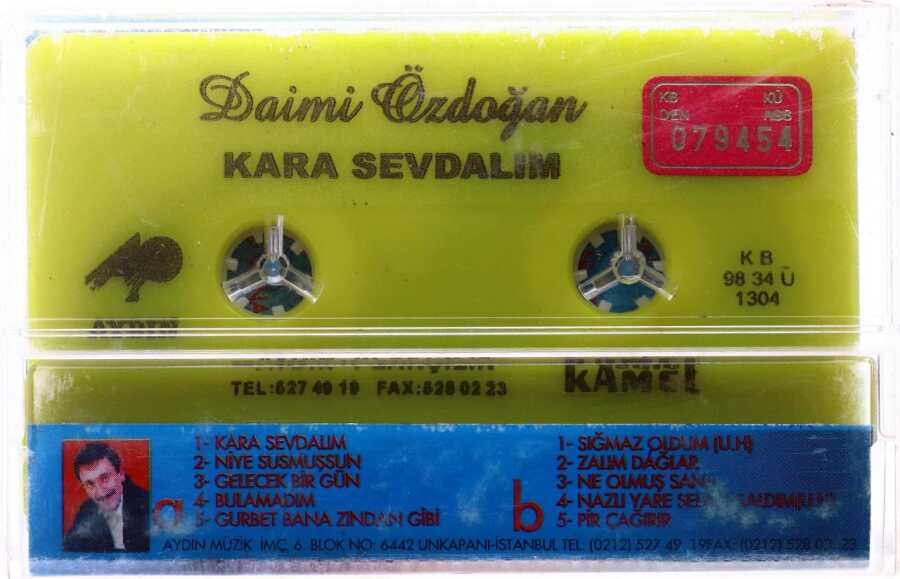 Daimi Özdoğan
KARA SEVDALIM
KB KÜ
DEN ASB
079454
K B
98 34 Ü
1304
AYDIN
KAMEL
TEL:527 49 19 FAX:528 02 23
a
1- KARA SEVDALIM
2- NİYE SUSMUŞSUN
3- GELECEK BİR GÜN
4- BULAMADIM
5- GURBET BANA ZINDAN GİBİ
b
1- SIĞMAZ OLDUM (U.H)
2- ZALIM DAĞLAR
3- NE OLMUŞ SANA
4- NAZLI YARE
5- PİR ÇAĞIRIR
AYDIN MÜZİK İMÇ. 6. BLOK NO: 6442 UNKAPANI-İSTANBUL TEL: (0212) 527 49 19FAX: (0212) 528 02 23